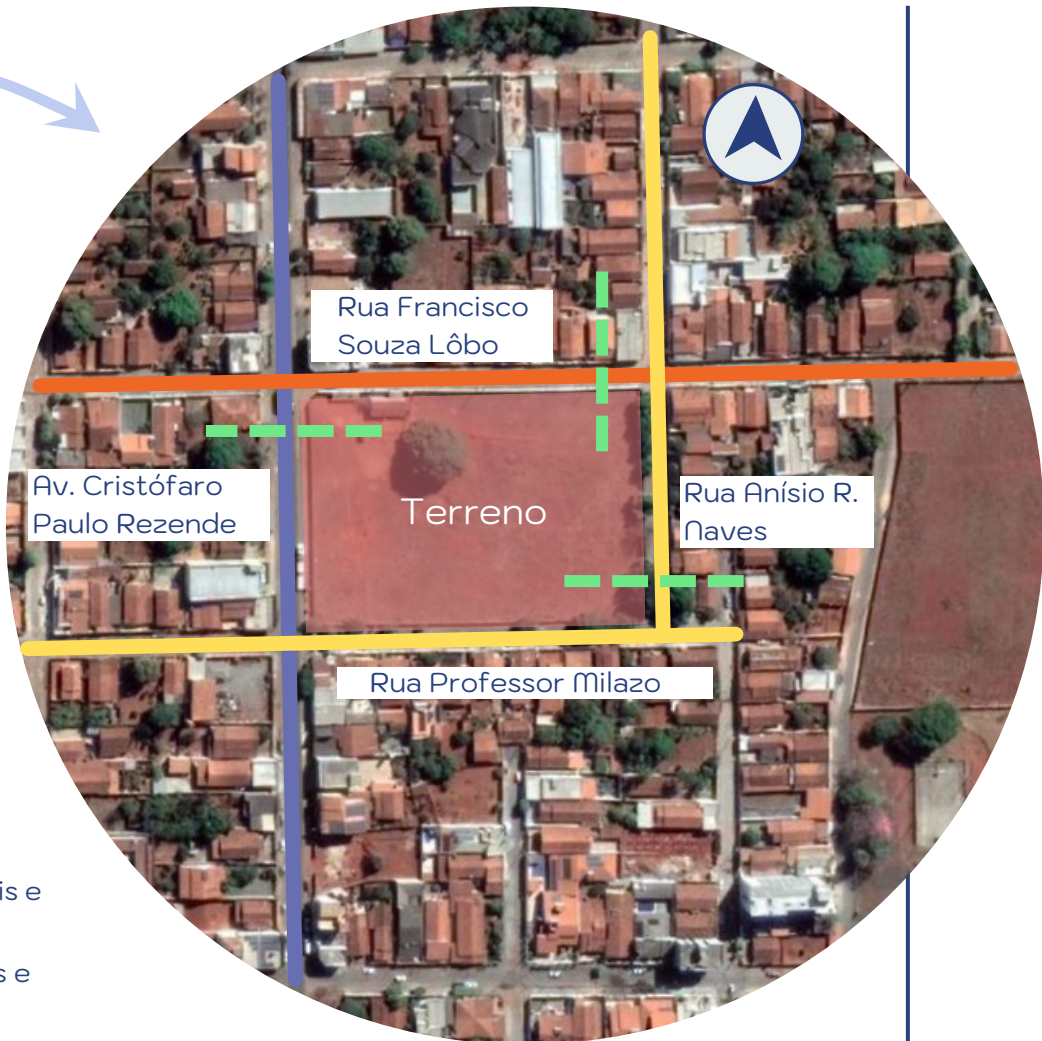 Rua Francisco
Souza Lôbo
Av. Cristófaro
Paulo Rezende
Terreno
Rua Anísio R.
Naves
Rua Professor Milazo
e
e